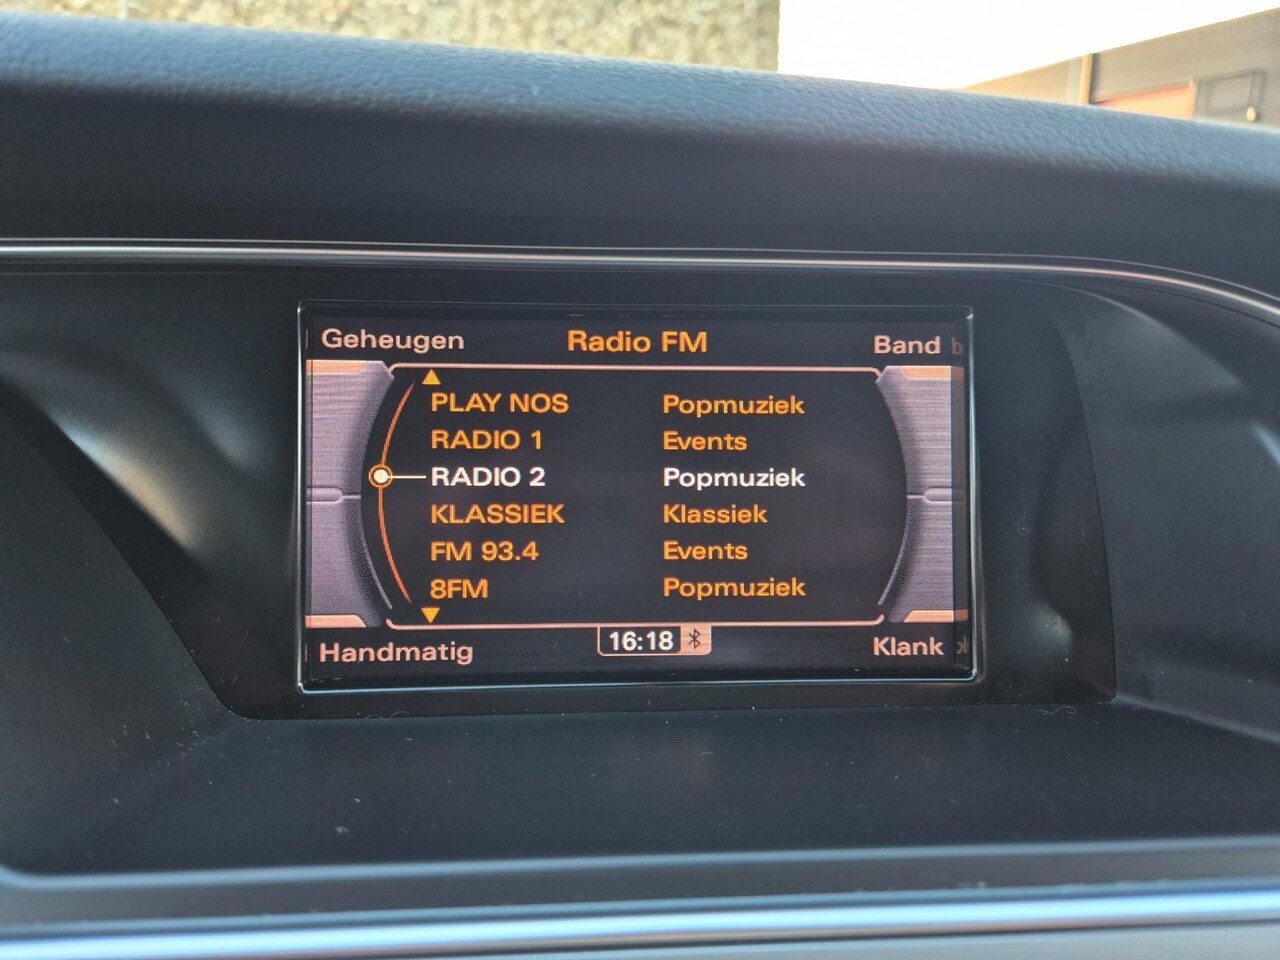 Geheugen Radio FM Band
PLAY NOS Popmuziek
RADIO 1 Events
RADIO 2 Popmuziek
KLASSIEK Klassiek
FM 93.4 Events
8FM Popmuziek
Handmatig 16:18 Klank